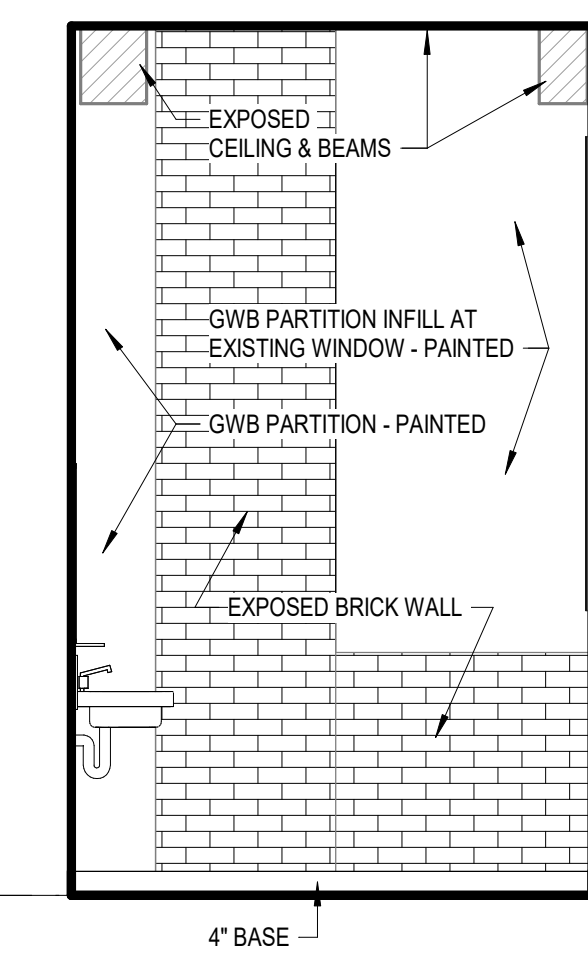 EXPOSED
CEILING & BEAMS
GWB PARTITION INFILL AT
EXISTING WINDOW - PAINTED
GWB PARTITION - PAINTED
EXPOSED BRICK WALL
4" BASE